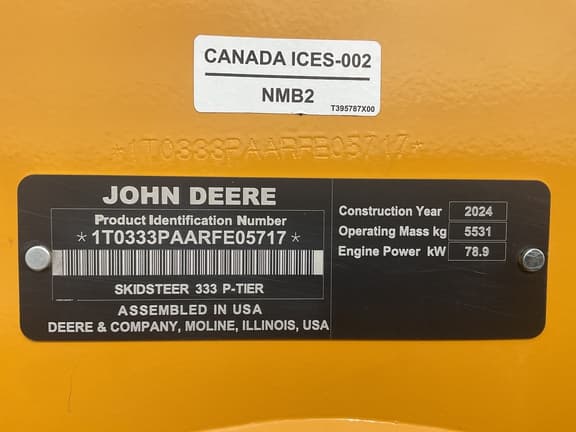 CANADA ICES-002
NMB2
T395787X00
*1T0333PAARFE05717*
JOHN DEERE
Product Identification Number
*1T0333PAARFE05717*
SKIDSTEER 333 P-TIER
ASSEMBLED IN USA
DEERE & COMPANY, MOLINE, ILLINOIS, USA
Construction Year 2024
Operating Mass kg 5531
Engine Power kW 78.9